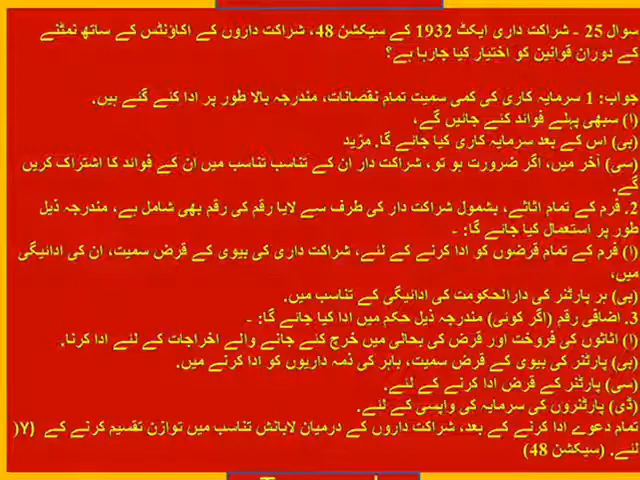 سوال 25 - شراکت داری ایکٹ 1932 کے سیکشن 48، شراکت داروں کے اکاؤنٹس کے ساتھ نمٹنے
کے دوران قوانین کو اختیار کیا جارہا ہے؟
جواب: 1 سرمایہ کاری کی کمی سمیت تمام نقصانات، مندرجہ بالا طور پر ادا کئے گئے ہیں.
(ا) سبھی پہلے فوائد کئے جائیں گے،
(بی) اس کے بعد سرمایہ کاری کیا جائے گا. مزید
(سی) آخر میں، اگر ضرورت ہو تو، شراکت دار ان کے تناسب تناسب میں ان کے فوائد کا اشتراک کریں
گے.
2. فرم کے تمام اثاثے، بشمول شراکت دار کی طرف سے لایا رقم کی رقم بھی شامل ہے، مندرجہ ذیل
طور پر استعمال کیا جائے گا: -
(ا) فرم کے تمام قرضوں کو ادا کرنے کے لئے، شراکت داری کی بیوی کے قرض سمیت، ان کی ادائیگی
میں،
(بی) ہر پارٹنر کی دارالحکومت کی ادائیگی کے تناسب میں.
3. اضافی رقم (اگر کوئی) مندرجہ ذیل حکم میں ادا کیا جائے گا: -
(ا) اثاثوں کی فروخت اور قرض کی بحالی میں خرچ کئے جانے والے اخراجات کے لئے ادا کرنا.
(بی) پارٹنر کی بیوی کے قرض سمیت، باہر کی ذمہ داریوں کو ادا کرنے میں.
(سی) پارٹنر کے قرض ادا کرنے کے لئے.
(ڈی) پارٹنروں کی سرمایہ کی واپسی کے لئے.
تمام دعوے ادا کرنے کے بعد، شراکت داروں کے درمیان لابانش تناسب میں توازن تقسیم کرنے کے (٧)
لئے. (سیکشن 48)